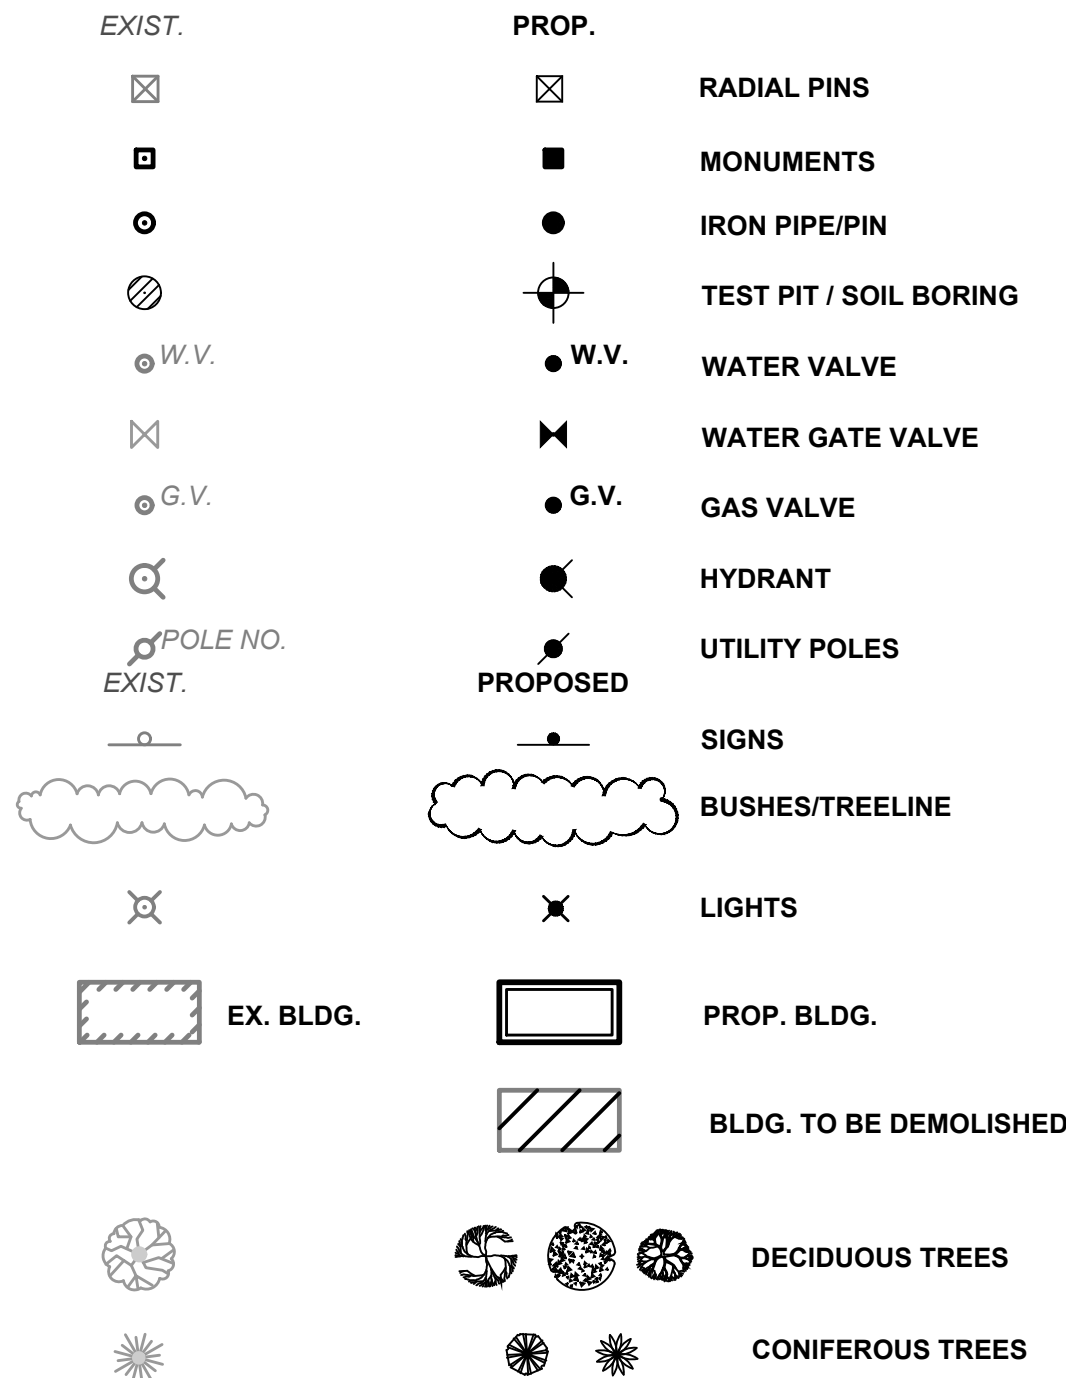 EXIST. PROP.
RADIAL PINS
MONUMENTS
IRON PIPE/PIN
TEST PIT / SOIL BORING
W.V. W.V. WATER VALVE
WATER GATE VALVE
G.V. G.V. GAS VALVE
HYDRANT
POLE NO. UTILITY POLES
EXIST. PROPOSED
SIGNS
BUSHES/TREELINE
LIGHTS
EX. BLDG. PROP. BLDG.
BLDG. TO BE DEMOLISHED
DECIDUOUS TREES
CONIFEROUS TREES